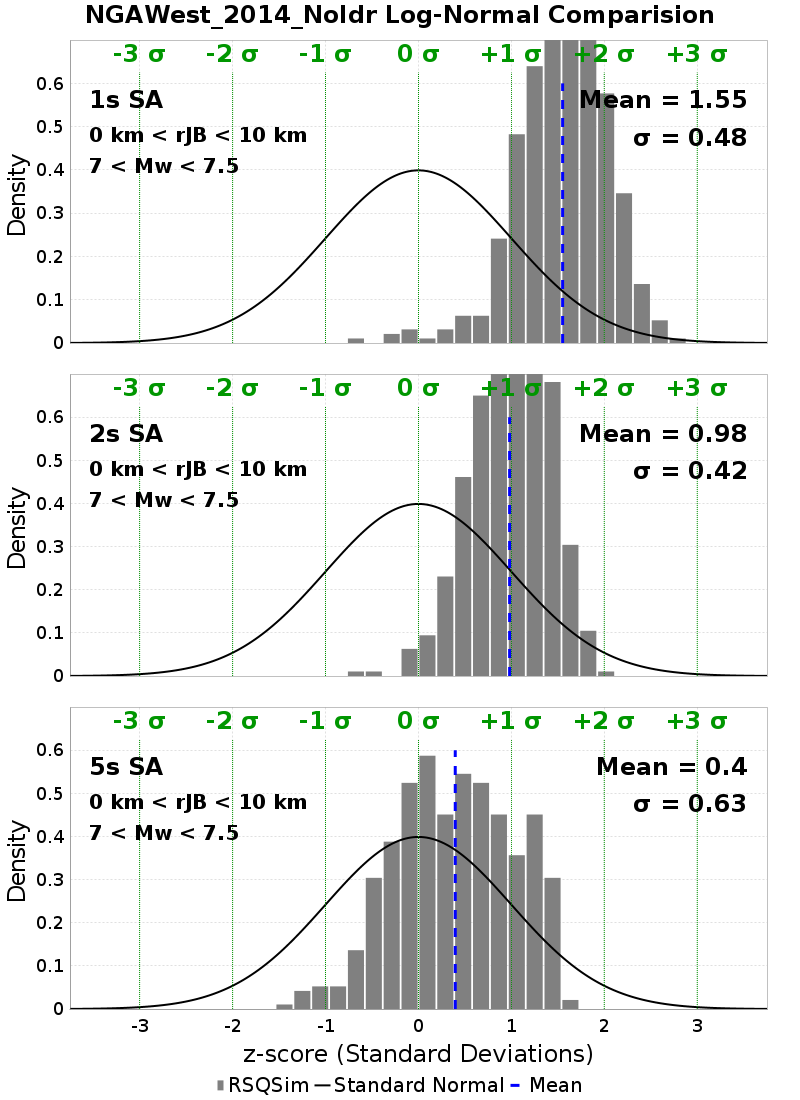 NGAWest_2014_NoIdr Log-Normal Comparision
-3 σ -2 σ -1 σ 0 σ +1 σ +2 σ +3 σ
1s SA
Mean = 1.55
0 km < rJB < 10 km
σ = 0.48
7 < Mw < 7.5
Density
0.6
0.5
0.4
0.3
0.2
0.1
0
-3 σ -2 σ -1 σ 0 σ +1 σ +2 σ +3 σ
2s SA
Mean = 0.98
0 km < rJB < 10 km
σ = 0.42
7 < Mw < 7.5
Density
0.6
0.5
0.4
0.3
0.2
0.1
0
-3 σ -2 σ -1 σ 0 σ +1 σ +2 σ +3 σ
5s SA
Mean = 0.4
0 km < rJB < 10 km
σ = 0.63
7 < Mw < 7.5
Density
0.6
0.5
0.4
0.3
0.2
0.1
0
-3 -2 -1 0 1 2 3
z-score (Standard Deviations)
RSQSim Standard Normal Mean